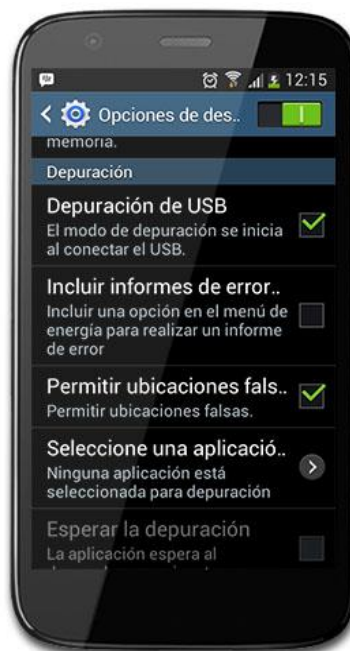 12:15
Opciones de des..
memoria.
Depuración
Depuración de USB
El modo de depuración se inicia
al conectar el USB.
Incluir informes de error..
Incluir una opción en el menú de
energía para realizar un informe
de error
Permitir ubicaciones fals..
Permitir ubicaciones falsas.
Seleccione una aplicació..
Ninguna aplicación está
seleccionada para depuración
Esperar la depuración
La aplicación espera al